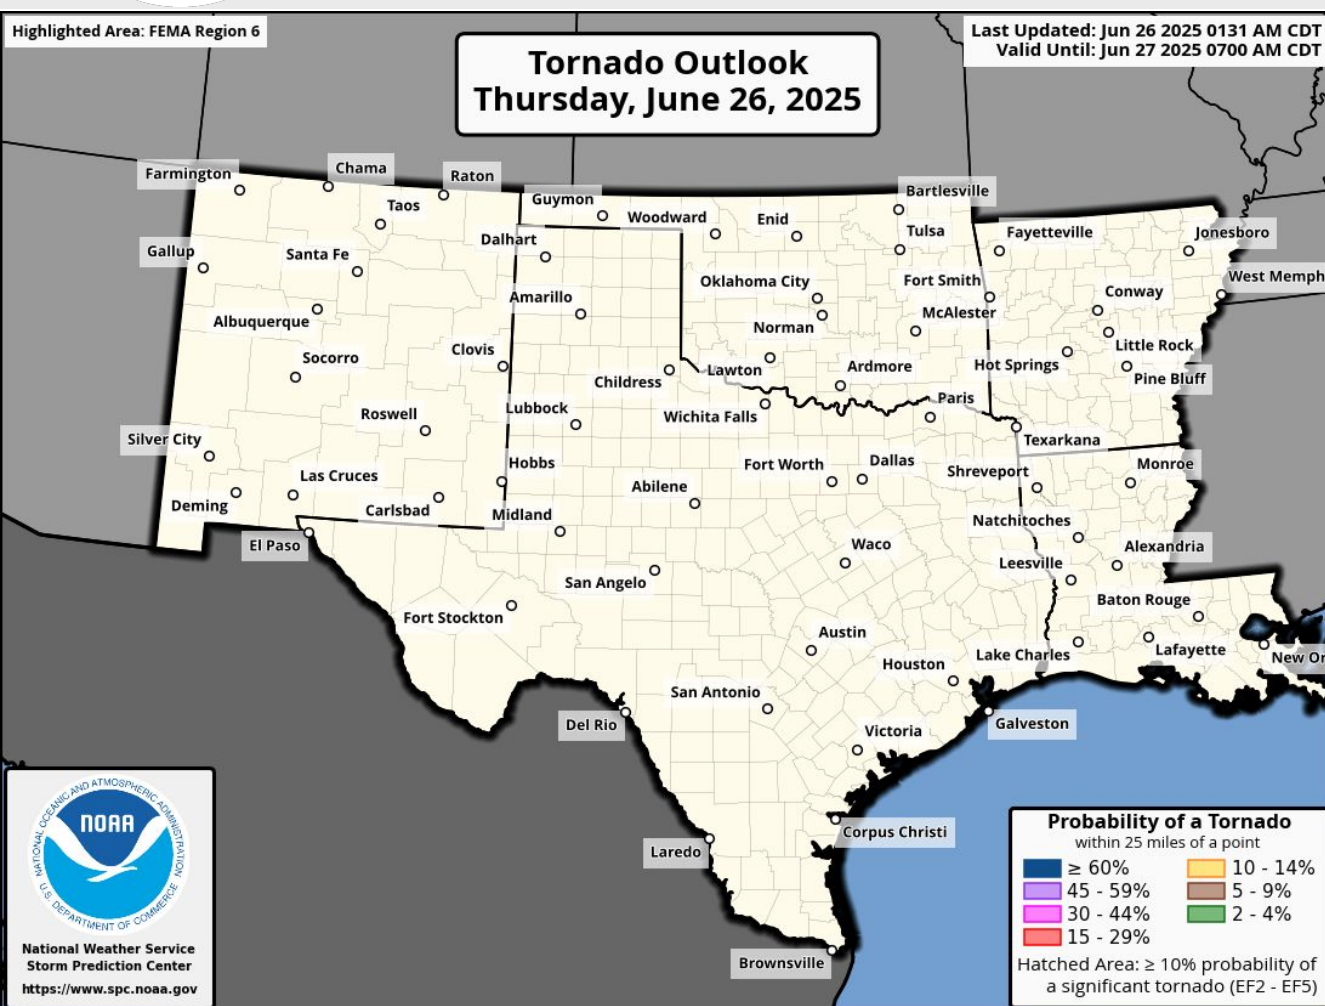 Highlighted Area: FEMA Region 6
Last Updated: Jun 26 2025 0131 AM CDT
Valid Until: Jun 27 2025 0700 AM CDT
Tornado Outlook
Thursday, June 26, 2025
Farmington
Chama
Raton
Taos
Guymon
Woodward
Enid
Bartlesville
Tulsa
Fayetteville
Jonesboro
Gallup
Santa Fe
Dalhart
Oklahoma City
Fort Smith
West Memph
Conway
Amarillo
Albuquerque
Norman
McAlester
Little Rock
Socorro
Clovis
Childress
Lawton
Ardmore
Hot Springs
Pine Bluff
Roswell
Lubbock
Wichita Falls
Paris
Silver City
Texarkana
Las Cruces
Hobbs
Abilene
Fort Worth
Dallas
Shreveport
Monroe
Deming
Carlsbad
Midland
Natchitoches
El Paso
Waco
Alexandria
San Angelo
Leesville
Fort Stockton
Baton Rouge
Austin
Houston
Lake Charles
Lafayette
New Or
San Antonio
Del Rio
Victoria
Galveston
Corpus Christi
Laredo
Brownsville
NATIONAL OCEANIC AND ATMOSPHERIC ADMINISTRATION
NOAA
U.S. DEPARTMENT OF COMMERCE
National Weather Service
Storm Prediction Center
https://www.spc.noaa.gov
Probability of a Tornado
within 25 miles of a point
≥ 60%
45 - 59%
30 - 44%
15 - 29%
10 - 14%
5 - 9%
2 - 4%
Hatched Area: ≥ 10% probability of
a significant tornado (EF2 - EF5)